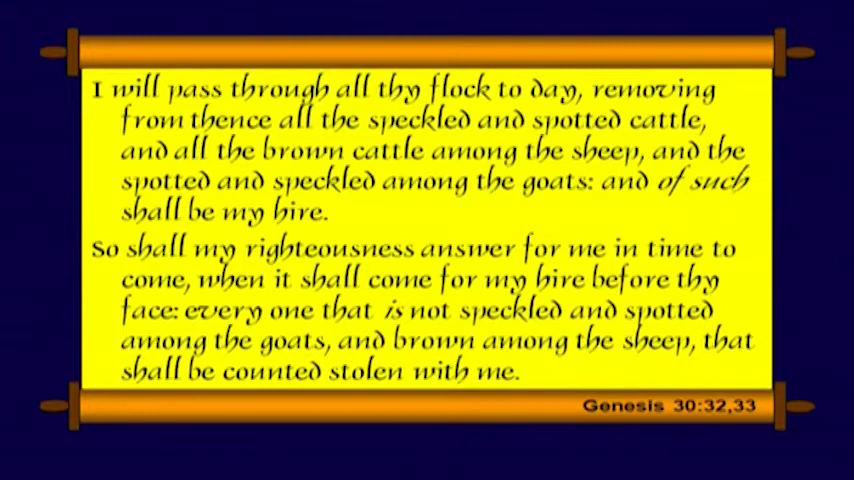 I will pass through all thy flock to day, removing
from thence all the speckled and spotted cattle,
and all the brown cattle among the sheep, and the
spotted and speckled among the goats: and of such
shall be my hire.
So shall my righteousness answer for me in time to
come, when it shall come for my hire before thy
face: every one that is not speckled and spotted
among the goats, and brown among the sheep, that
shall be counted stolen with me.
Genesis 30:32,33